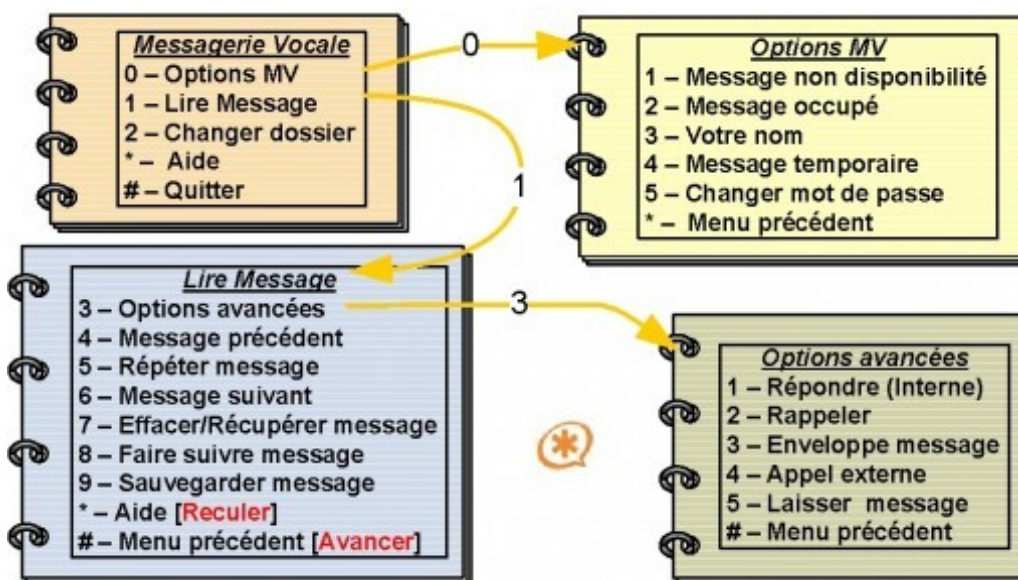 Messagerie Vocale
0 – Options MV
1 – Lire Message
2 – Changer dossier
* – Aide
# – Quitter
0
Options MV
1 – Message non disponibilité
2 – Message occupé
3 – Votre nom
4 – Message temporaire
5 – Changer mot de passe
* – Menu précédent
1
Lire Message
3 – Options avancées
4 – Message précédent
5 – Répéter message
6 – Message suivant
7 – Effacer/Récupérer message
8 – Faire suivre message
9 – Sauvegarder message
* – Aide [Reculer]
# – Menu précédent [Avancer]
3
Options avancées
1 – Répondre (Interne)
2 – Rappeler
3 – Enveloppe message
4 – Appel externe
5 – Laisser message
# – Menu précédent